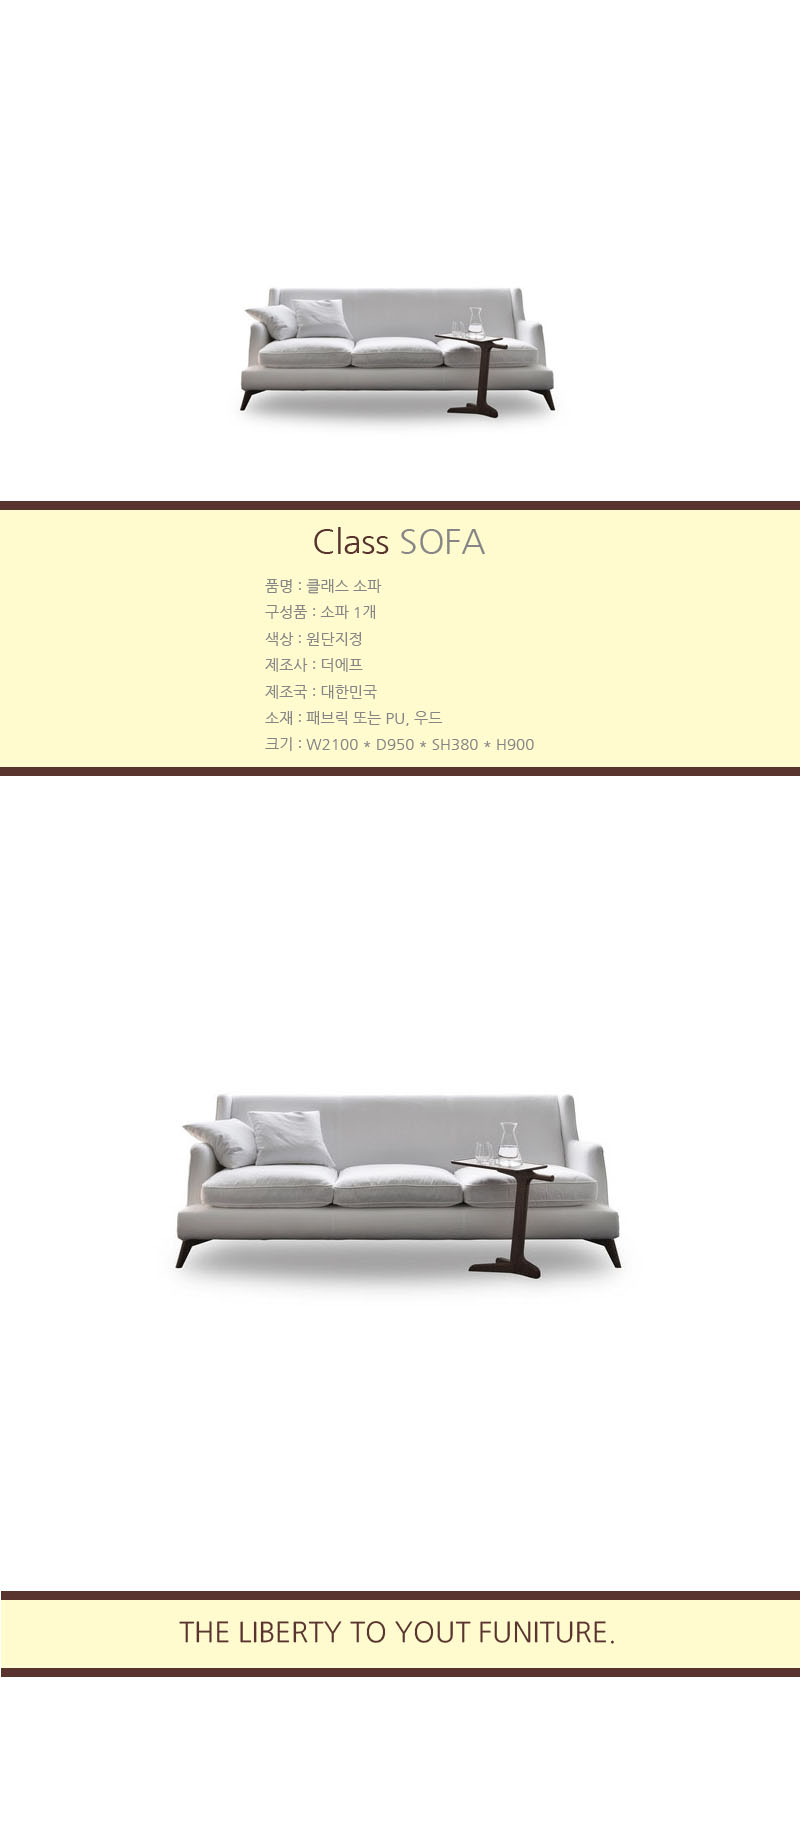 Class SOFA
품명 : 클래스 소파
구성품 : 소파 1개
색상 : 원단지정
제조사 : 더에프
제조국 : 대한민국
소재 : 패브릭 또는 PU, 우드
크기 : W2100 * D950 * SH380 * H900
THE LIBERTY TO YOUT FUNITURE.